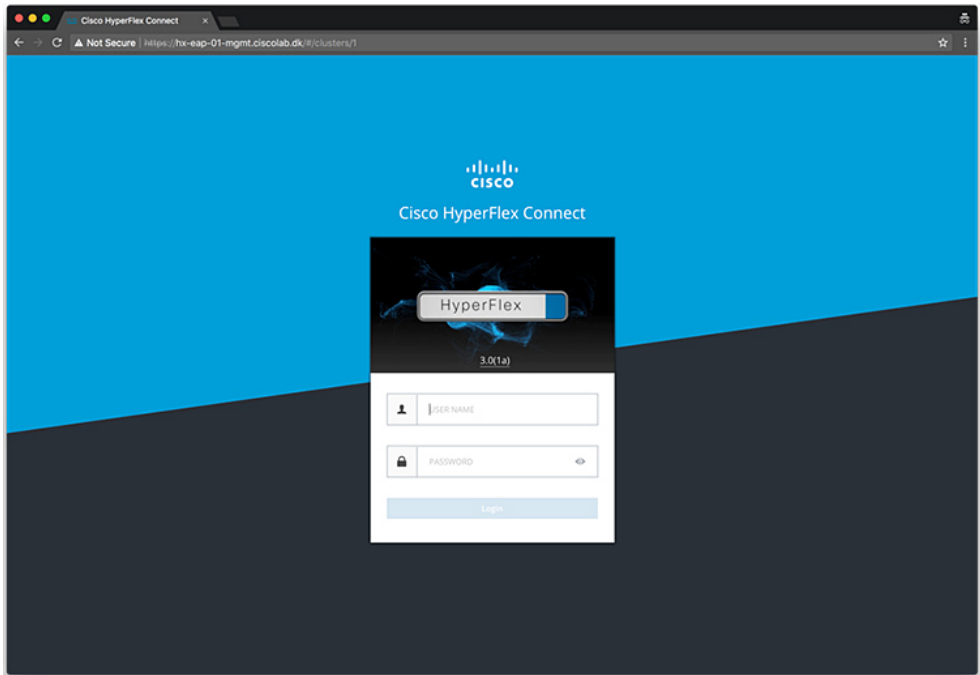 Cisco HyperFlex Connect
Not Secure | https://hx-eap-01-mgmt.ciscolab.dk/#/clusters/1
CISCO
Cisco HyperFlex Connect
HyperFlex
3.0(1a)
USER NAME
PASSWORD
Login